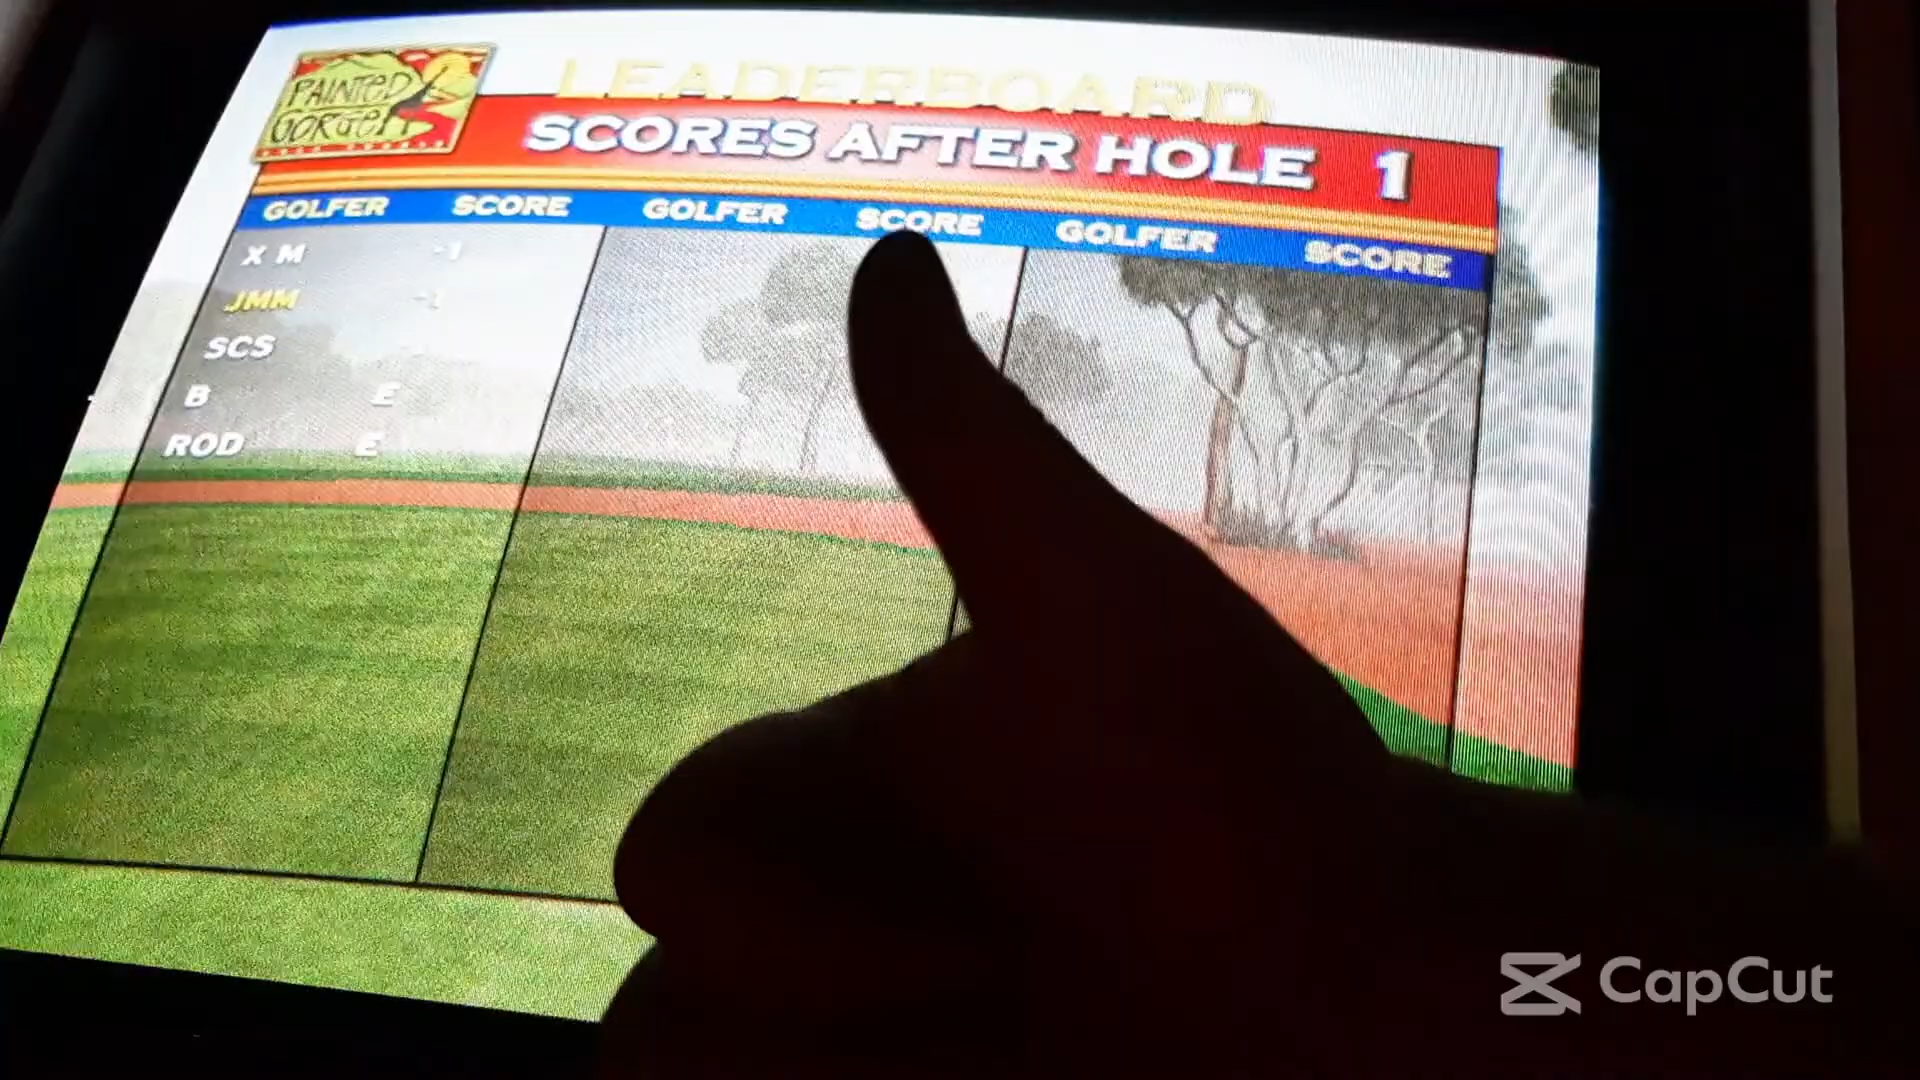 PAINTED
GORGE
LEADERBOARD
SCORES AFTER HOLE 1
GOLFER SCORE GOLFER SCORE GOLFER SCORE
X M -1
JMM -1
SCS
B E
ROD E
CapCut